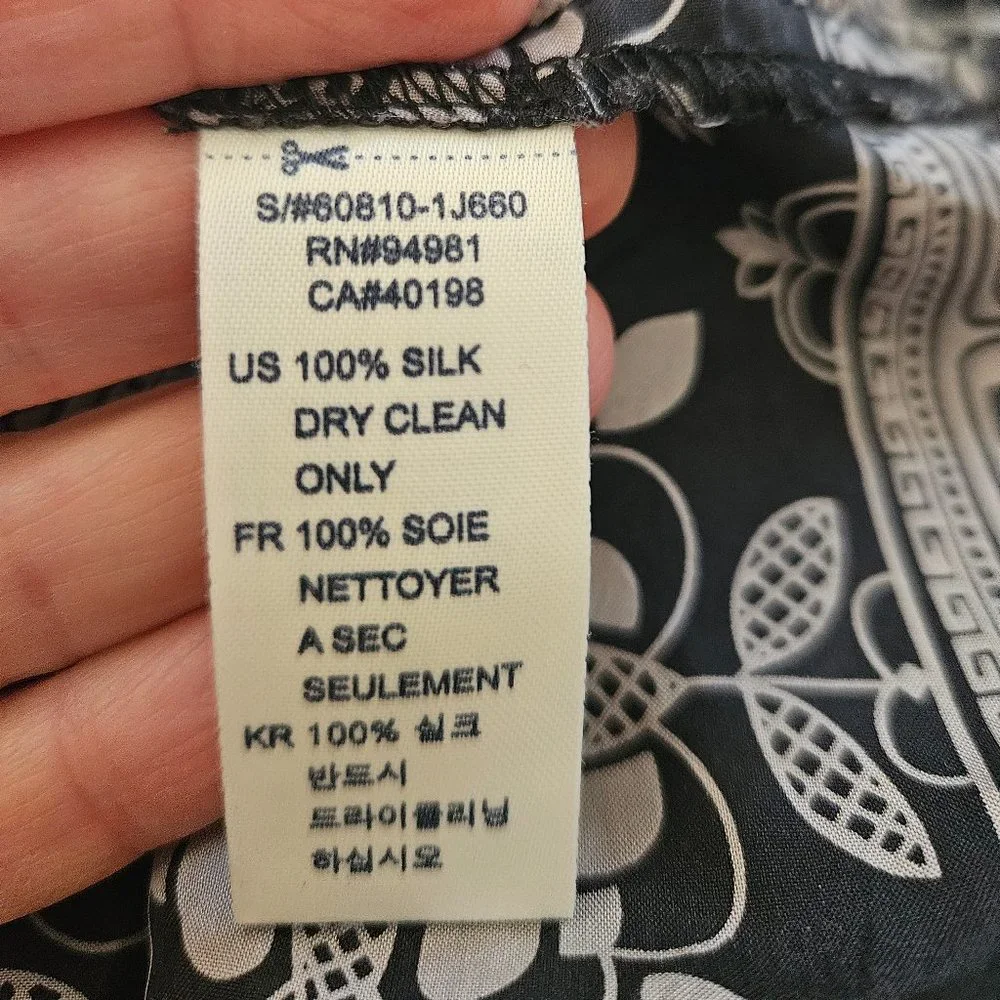 S/#60810-1J660
RN#94981
CA#40198
US 100% SILK
DRY CLEAN
ONLY
FR 100% SOIE
NETTOYER
A SEC
SEULEMENT
KR 100% 실크
반드시
드라이클리닝
하십시오